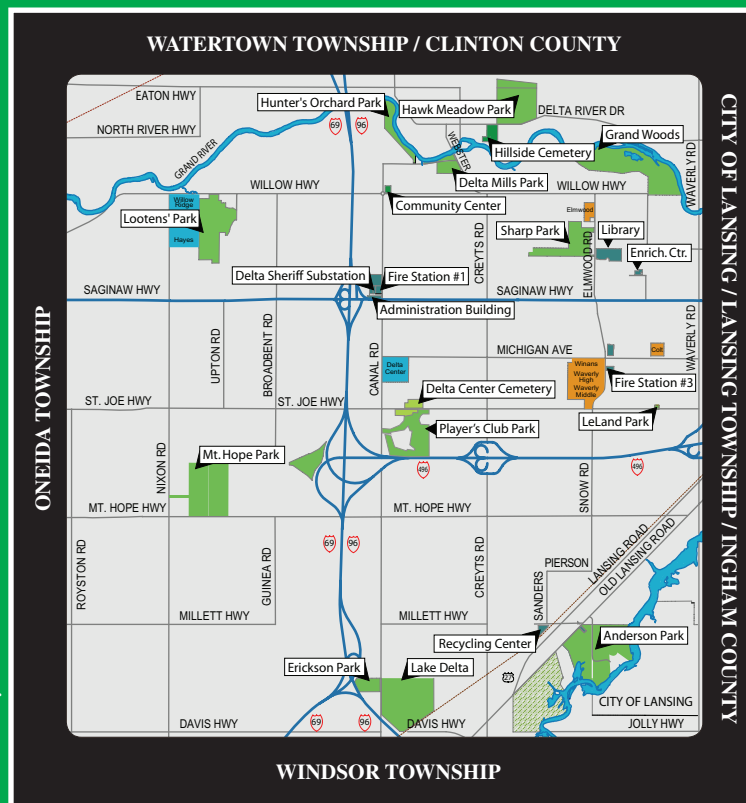 WATERTOWN TOWNSHIP / CLINTON COUNTY
EATON HWY
Hunter's Orchard Park
Hawk Meadow Park
DELTA RIVER DR
NORTH RIVER HWY
69
96
GRAND RIVER
WEBSTER
Hillside Cemetery
Grand Woods
WAVERLY RD
Delta Mills Park
WILLOW HWY
WILLOW HWY
Willow
Ridge
Hayes
Lootens' Park
Community Center
Elmwood
Sharp Park
Library
ELMWOOD RD
Enrich. Ctr.
CREYTS RD
Delta Sheriff Substation
Fire Station #1
SAGINAW HWY
SAGINAW HWY
Administration Building
UPTON RD
BROADBENT RD
CANAL RD
MICHIGAN AVE
Colt
WAVERLY RD
Delta
Center
Winans
Waverly
High
Waverly
Middle
Fire Station #3
Delta Center Cemetery
ST. JOE HWY
ST. JOE HWY
LeLand Park
Player's Club Park
NIXON RD
Mt. Hope Park
496
496
SNOW RD
MT. HOPE HWY
MT. HOPE HWY
69
96
ROYSTON RD
GUINEA RD
CREYTS RD
PIERSON
SANDERS
LANSING ROAD
OLD LANSING ROAD
MILLETT HWY
MILLETT HWY
Recycling Center
Anderson Park
Erickson Park
Lake Delta
CITY OF LANSING
69
96
DAVIS HWY
DAVIS HWY
JOLLY HWY
ONEIDA TOWNSHIP
CITY OF LANSING / LANSING TOWNSHIP / INGHAM COUNTY
WINDSOR TOWNSHIP